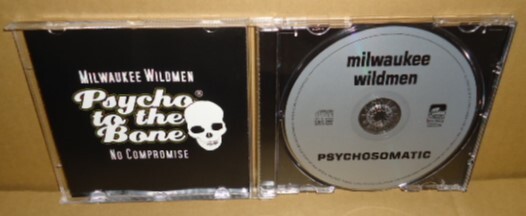 MILWAUKEE WILDMEN
Psycho®
to the
Bone
NO COMPROMISE
milwaukee
wildmen
PSYCHOSOMATIC